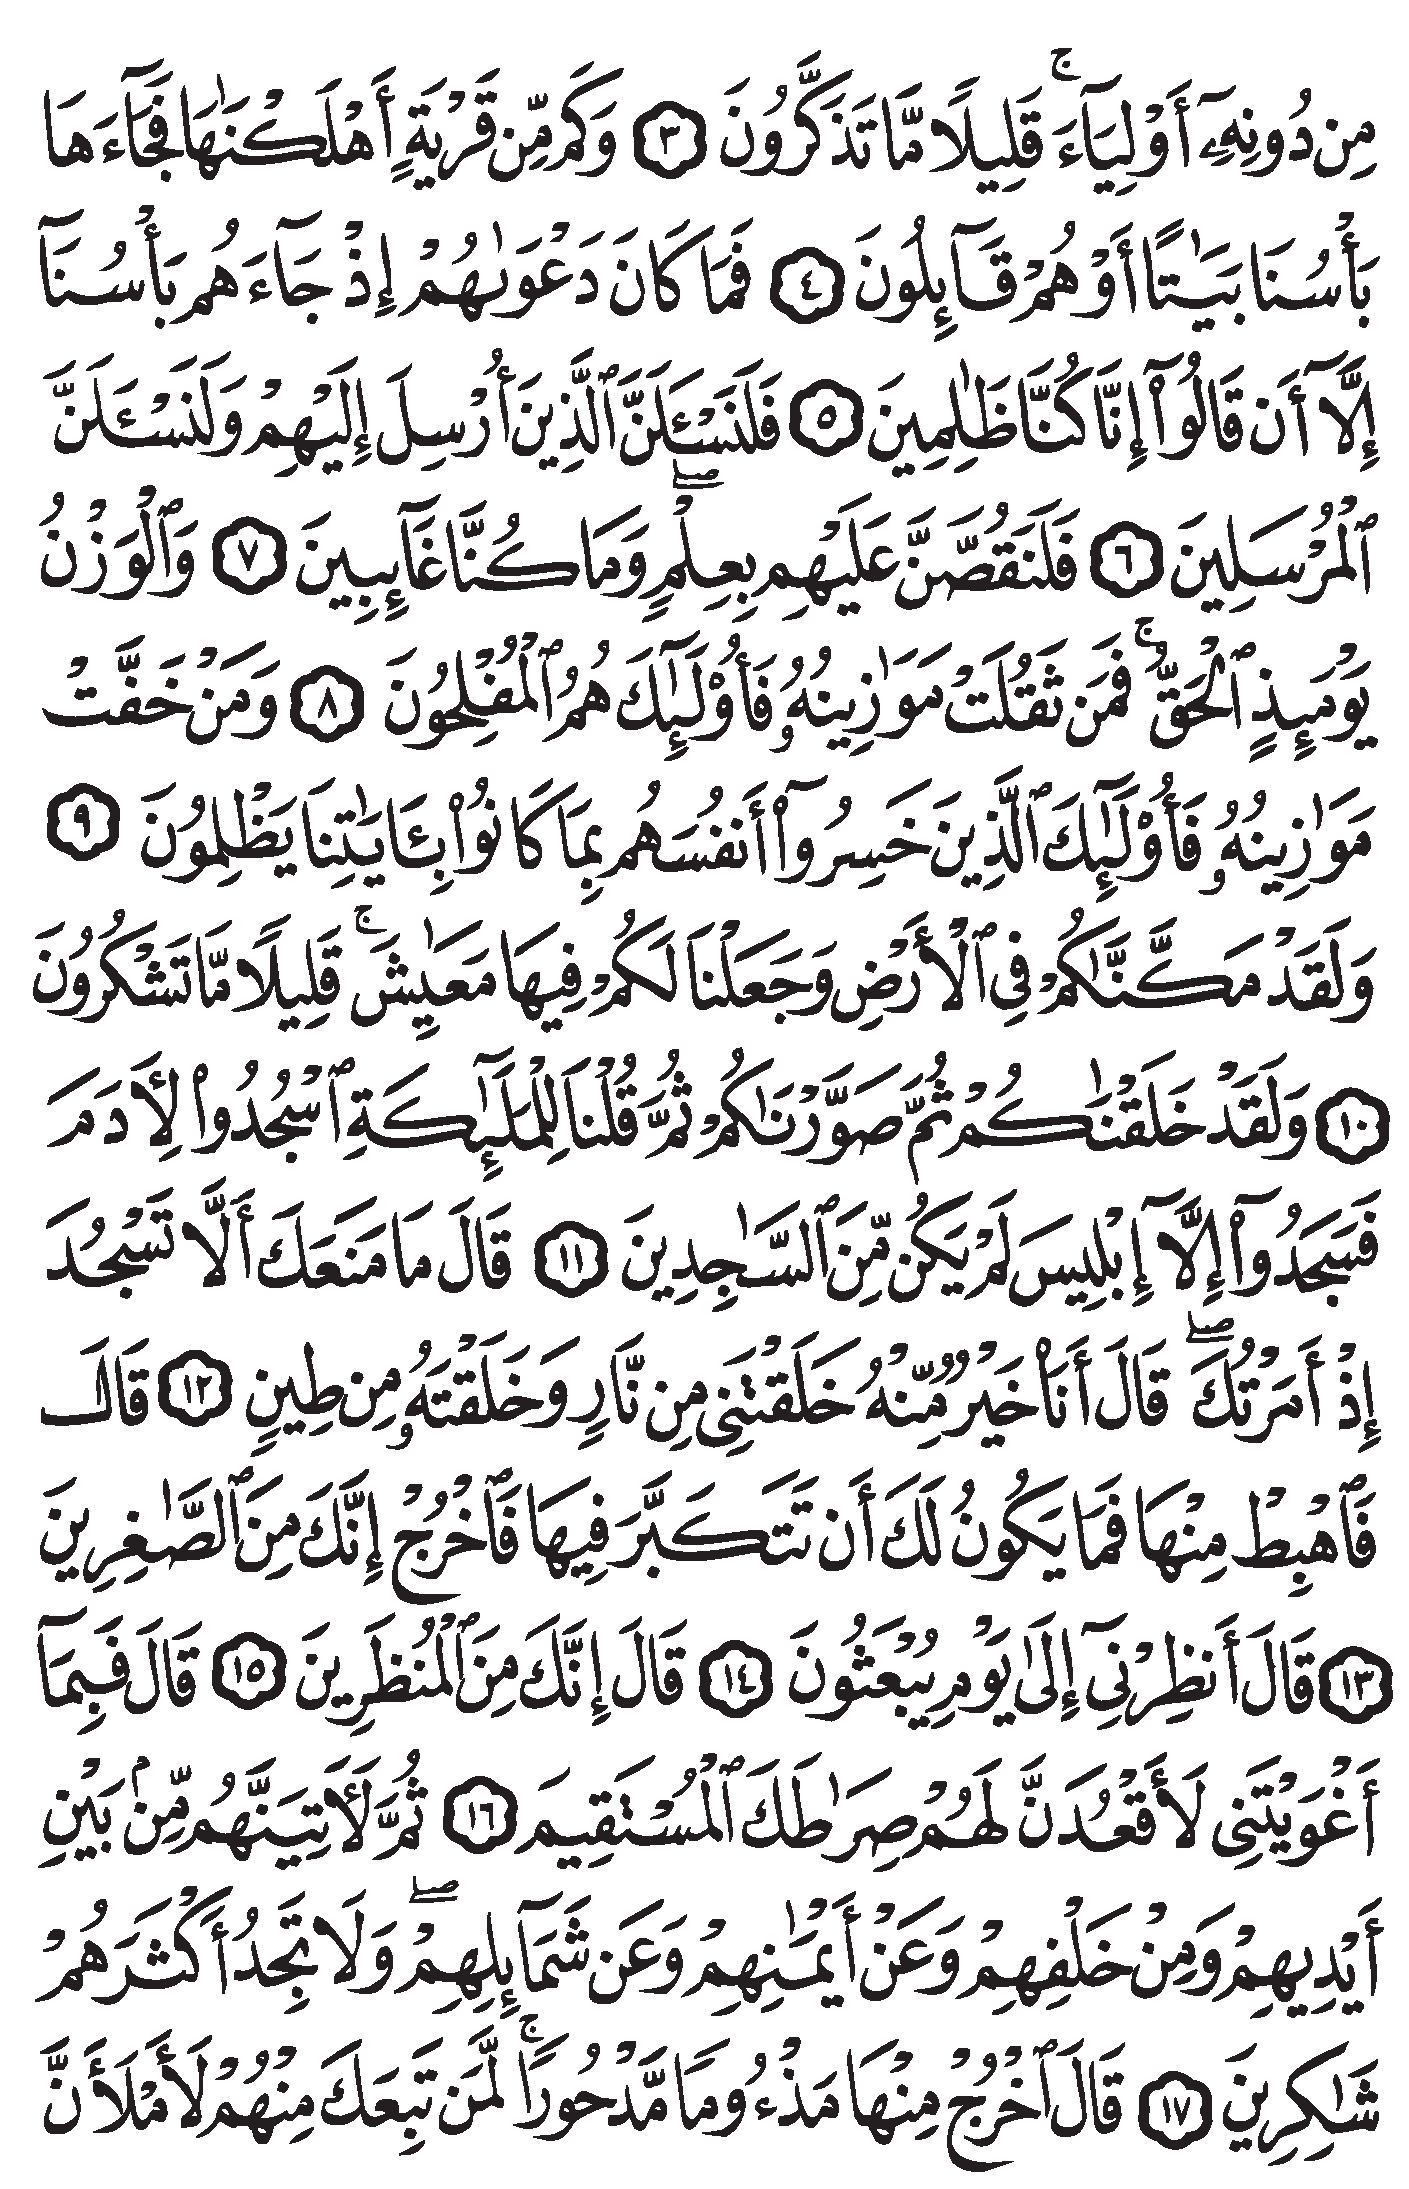 مِن دُونِهِۦٓ أَوْلِيَآءَ ۚ قَلِيلًا مَّا تَذَكَّرُونَ ٣ وَكَم مِّن قَرْيَةٍ أَهْلَكْنَٰهَا فَجَآءَهَا
بَأْسُنَا بَيَٰتًا أَوْ هُمْ قَآئِلُونَ ٤ فَمَا كَانَ دَعْوَىٰهُمْ إِذْ جَآءَهُم بَأْسُنَآ
إِلَّآ أَن قَالُوٓا۟ إِنَّا كُنَّا ظَٰلِمِينَ ٥ فَلَنَسْـَٔلَنَّ ٱلَّذِينَ أُرْسِلَ إِلَيْهِمْ وَلَنَسْـَٔلَنَّ
ٱلْمُرْسَلِينَ ٦ فَلَنَقُصَّنَّ عَلَيْهِم بِعِلْمٍ ۖ وَمَا كُنَّا غَآئِبِينَ ٧ وَٱلْوَزْنُ
يَوْمَئِذٍ ٱلْحَقُّ ۚ فَمَن ثَقُلَتْ مَوَٰزِينُهُۥ فَأُو۟لَٰٓئِكَ هُمُ ٱلْمُفْلِحُونَ ٨ وَمَنْ خَفَّتْ
مَوَٰزِينُهُۥ فَأُو۟لَٰٓئِكَ ٱلَّذِينَ خَسِرُوٓا۟ أَنفُسَهُم بِمَا كَانُوا۟ بِـَٔايَٰتِنَا يَظْلِمُونَ ٩
وَلَقَدْ مَكَّنَّٰكُمْ فِى ٱلْأَرْضِ وَجَعَلْنَا لَكُمْ فِيهَا مَعَٰيِشَ ۚ قَلِيلًا مَّا تَشْكُرُونَ
١٠ وَلَقَدْ خَلَقْنَٰكُمْ ثُمَّ صَوَّرْنَٰكُمْ ثُمَّ قُلْنَا لِلْمَلَٰٓئِكَةِ ٱسْجُدُوا۟ لِأَدَمَ
فَسَجَدُوٓا۟ إِلَّآ إِبْلِيسَ لَمْ يَكُن مِّنَ ٱلسَّٰجِدِينَ ١١ قَالَ مَا مَنَعَكَ أَلَّا تَسْجُدَ
إِذْ أَمَرْتُكَ ۖ قَالَ أَنَا۠ خَيْرٌ مِّنْهُ خَلَقْتَنِى مِن نَّارٍ وَخَلَقْتَهُۥ مِن طِينٍ ١٢ قَالَ
فَٱهْبِطْ مِنْهَا فَمَا يَكُونُ لَكَ أَن تَتَكَبَّرَ فِيهَا فَٱخْرُجْ إِنَّكَ مِنَ ٱلصَّٰغِرِينَ
١٣ قَالَ أَنظِرْنِىٓ إِلَىٰ يَوْمِ يُبْعَثُونَ ١٤ قَالَ إِنَّكَ مِنَ ٱلْمُنظَرِينَ ١٥ قَالَ فَبِمَآ
أَغْوَيْتَنِى لَأَقْعُدَنَّ لَهُمْ صِرَٰطَكَ ٱلْمُسْتَقِيمَ ١٦ ثُمَّ لَأَتِيَنَّهُم مِّنۢ بَيْنِ
أَيْدِيهِمْ وَمِنْ خَلْفِهِمْ وَعَنْ أَيْمَٰنِهِمْ وَعَن شَمَآئِلِهِمْ ۖ وَلَا تَجِدُ أَكْثَرَهُمْ
شَٰكِرِينَ ١٧ قَالَ ٱخْرُجْ مِنْهَا مَذْءُومًا مَّدْحُورًا ۚ لَّمَن تَبِعَكَ مِنْهُمْ لَأَمْلَأَنَّ